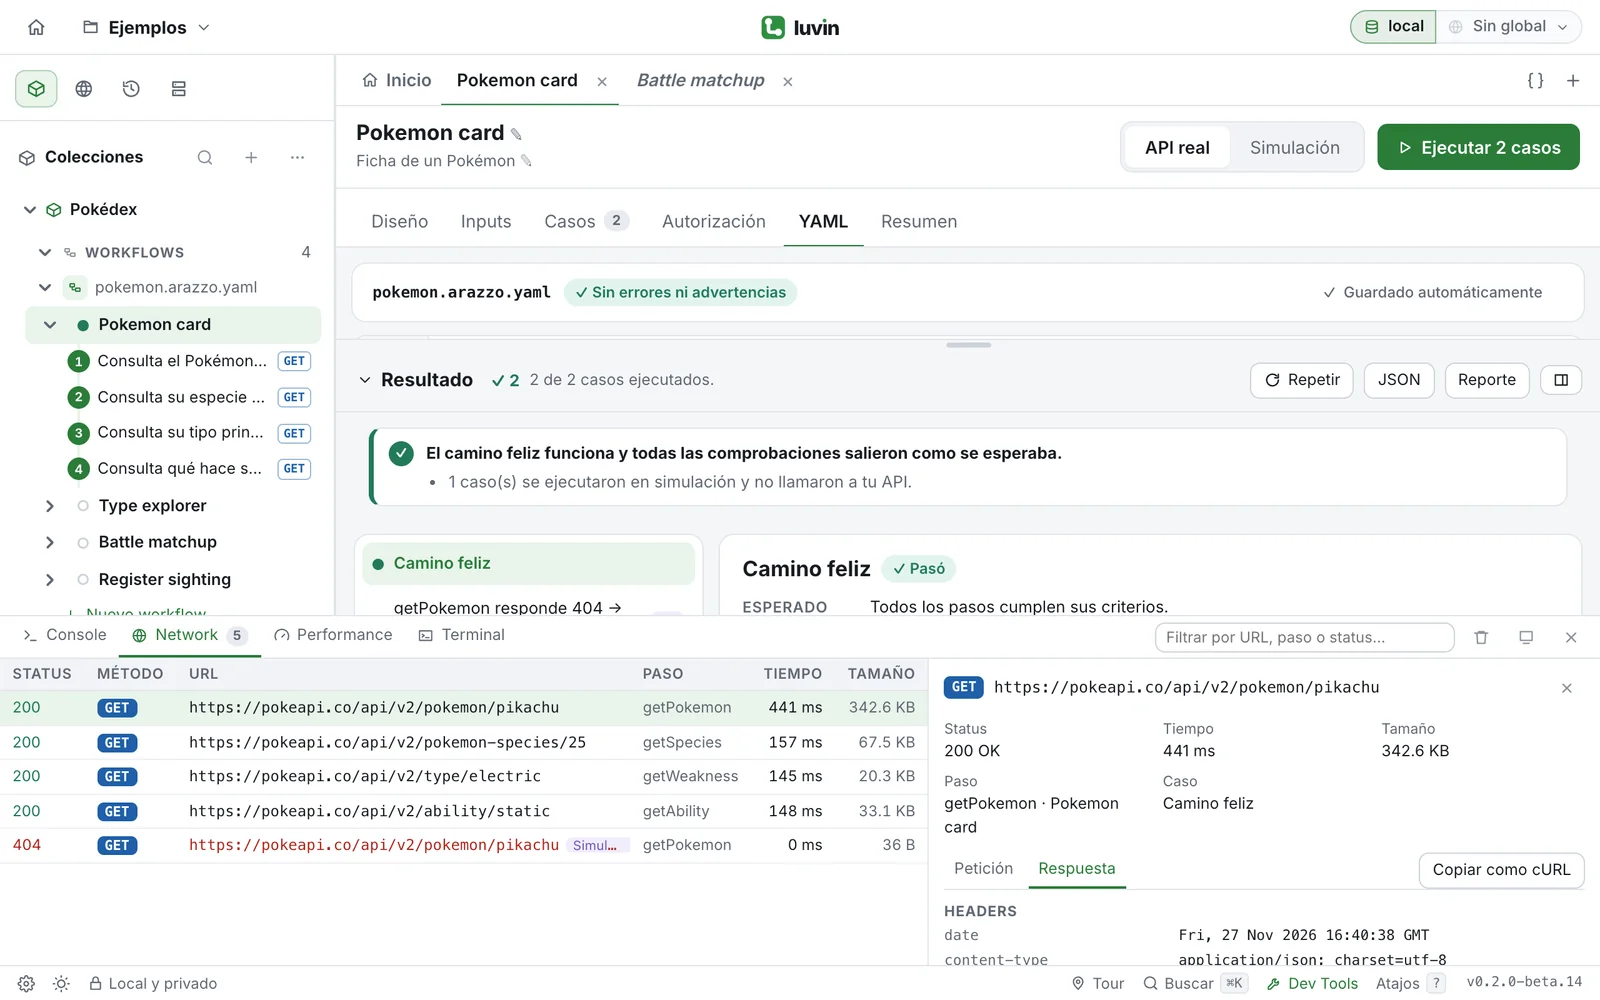 Ejemplos
luvin
local
Sin global
Inicio
Pokemon card
Battle matchup
Colecciones
Pokédex
WORKFLOWS 4
pokemon.arazzo.yaml
Pokemon card
1 Consulta el Pokémon... GET
2 Consulta su especie ... GET
3 Consulta su tipo prin... GET
4 Consulta qué hace s... GET
Type explorer
Battle matchup
Register sighting
Nuevo workflow
Pokemon card
Ficha de un Pokémon
API real
Simulación
Ejecutar 2 casos
Diseño Inputs Casos 2 Autorización YAML Resumen
pokemon.arazzo.yaml
Sin errores ni advertencias
Guardado automáticamente
Resultado
2
2 de 2 casos ejecutados.
Repetir
JSON
Reporte
El camino feliz funciona y todas las comprobaciones salieron como se esperaba.
• 1 caso(s) se ejecutaron en simulación y no llamaron a tu API.
Camino feliz
getPokemon responde 404 →
Camino feliz
Pasó
ESPERADO Todos los pasos cumplen sus criterios.
Console
Network 5
Performance
Terminal
Filtrar por URL, paso o status...
STATUS MÉTODO URL PASO TIEMPO TAMAÑO
200 GET https://pokeapi.co/api/v2/pokemon/pikachu getPokemon 441 ms 342.6 KB
200 GET https://pokeapi.co/api/v2/pokemon-species/25 getSpecies 157 ms 67.5 KB
200 GET https://pokeapi.co/api/v2/type/electric getWeakness 145 ms 20.3 KB
200 GET https://pokeapi.co/api/v2/ability/static getAbility 148 ms 33.1 KB
404 GET https://pokeapi.co/api/v2/pokemon/pikachu Simul... getPokemon 0 ms 36 B
GET https://pokeapi.co/api/v2/pokemon/pikachu
Status Tiempo Tamaño
200 OK 441 ms 342.6 KB
Paso Caso
getPokemon · Pokemon card Camino feliz
Petición
Respuesta
Copiar como cURL
HEADERS
date Fri, 27 Nov 2026 16:40:38 GMT
content-type application/json; charset=utf-8
Local y privado
Tour
Buscar ⌘K
Dev Tools
Atajos ?
v0.2.0-beta.14